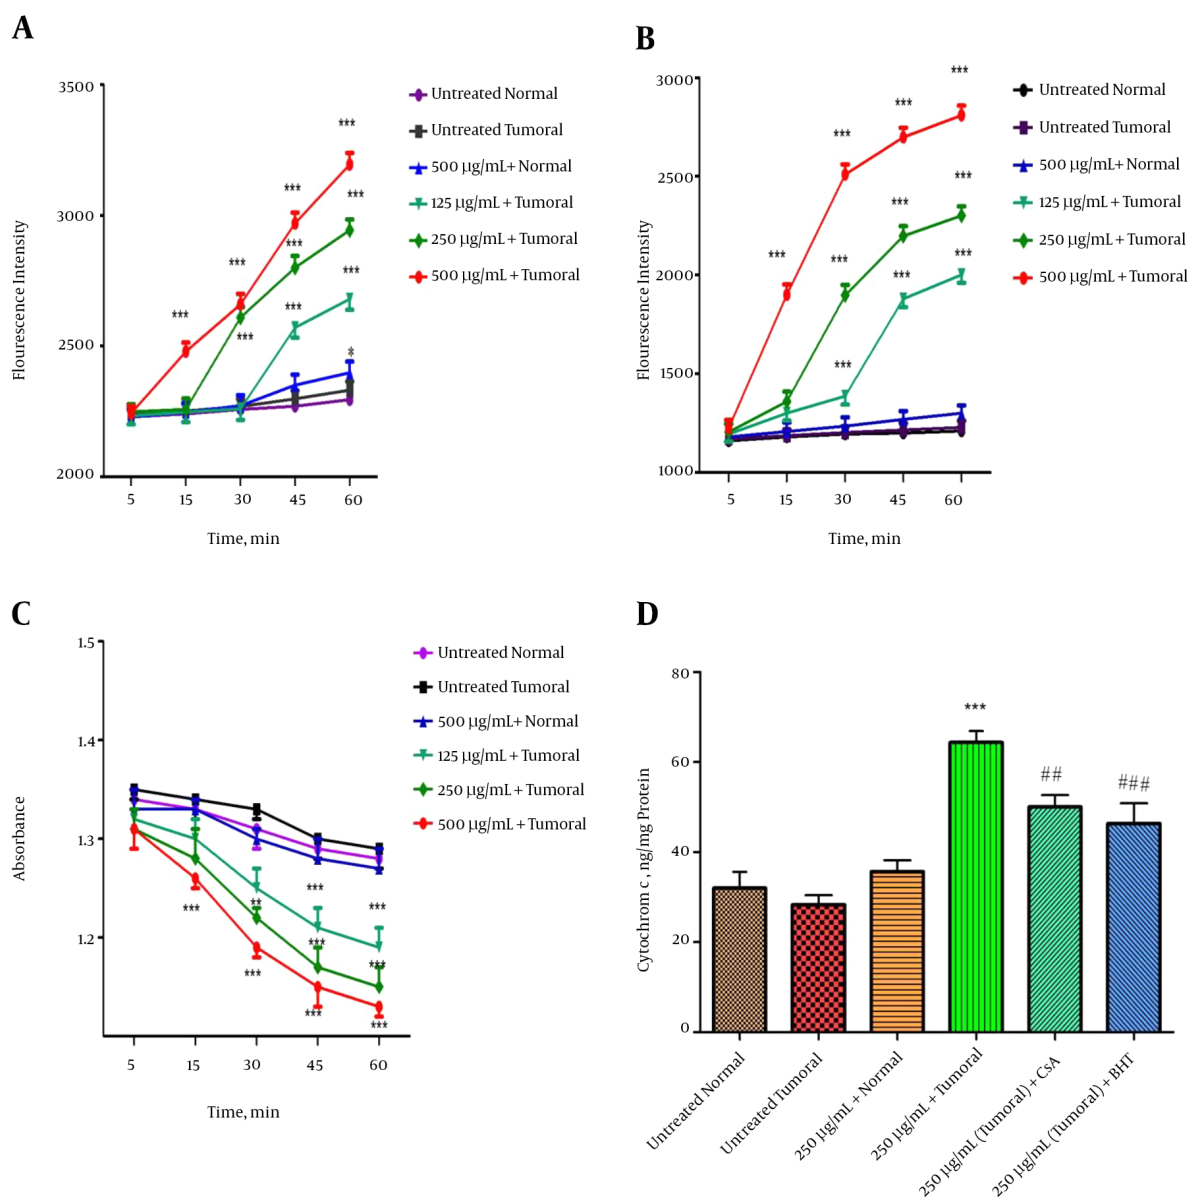 A
3500
3000
2500
2000
Flourescence Intensity
5 15 30 45 60
Time, min
Untreated Normal
Untreated Tumoral
500 µg/mL+ Normal
125 µg/mL + Tumoral
250 µg/mL + Tumoral
500 µg/mL + Tumoral
***
***
***
***
***
***
***
***
***
*
B
3000
2500
2000
1500
1000
Flourescence Intensity
5 15 30 45 60
Time, min
Untreated Normal
Untreated Tumoral
500 µg/mL+ Normal
125 µg/mL + Tumoral
250 µg/mL + Tumoral
500 µg/mL + Tumoral
***
***
***
***
***
***
***
***
***
***
C
1.5
1.4
1.3
1.2
Absorbance
5 15 30 45 60
Time, min
Untreated Normal
Untreated Tumoral
500 µg/mL+ Normal
125 µg/mL + Tumoral
250 µg/mL + Tumoral
500 µg/mL + Tumoral
***
**
***
***
***
***
***
***
***
D
80
60
40
20
0
Cytochrom c , ng/mg Protein
***
##
###
Untreated Normal
Untreated Tumoral
250 µg/mL + Normal
250 µg/mL + Tumoral
250 µg/mL (Tumoral) + CsA
250 µg/mL (Tumoral) + BHT